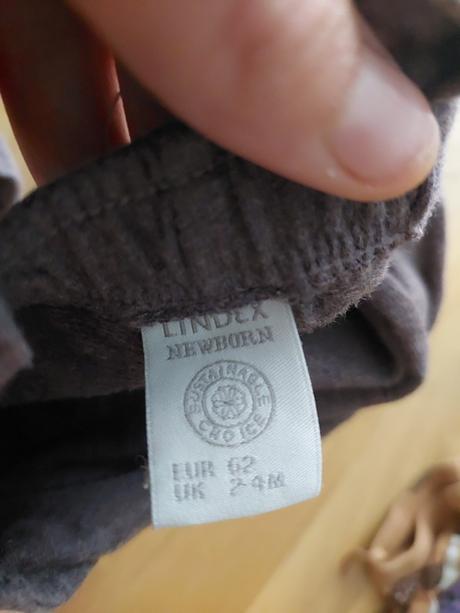 LINDEX
NEWBORN
SUSTAINABLE
CHOICE
EUR 62
UK 2-4M